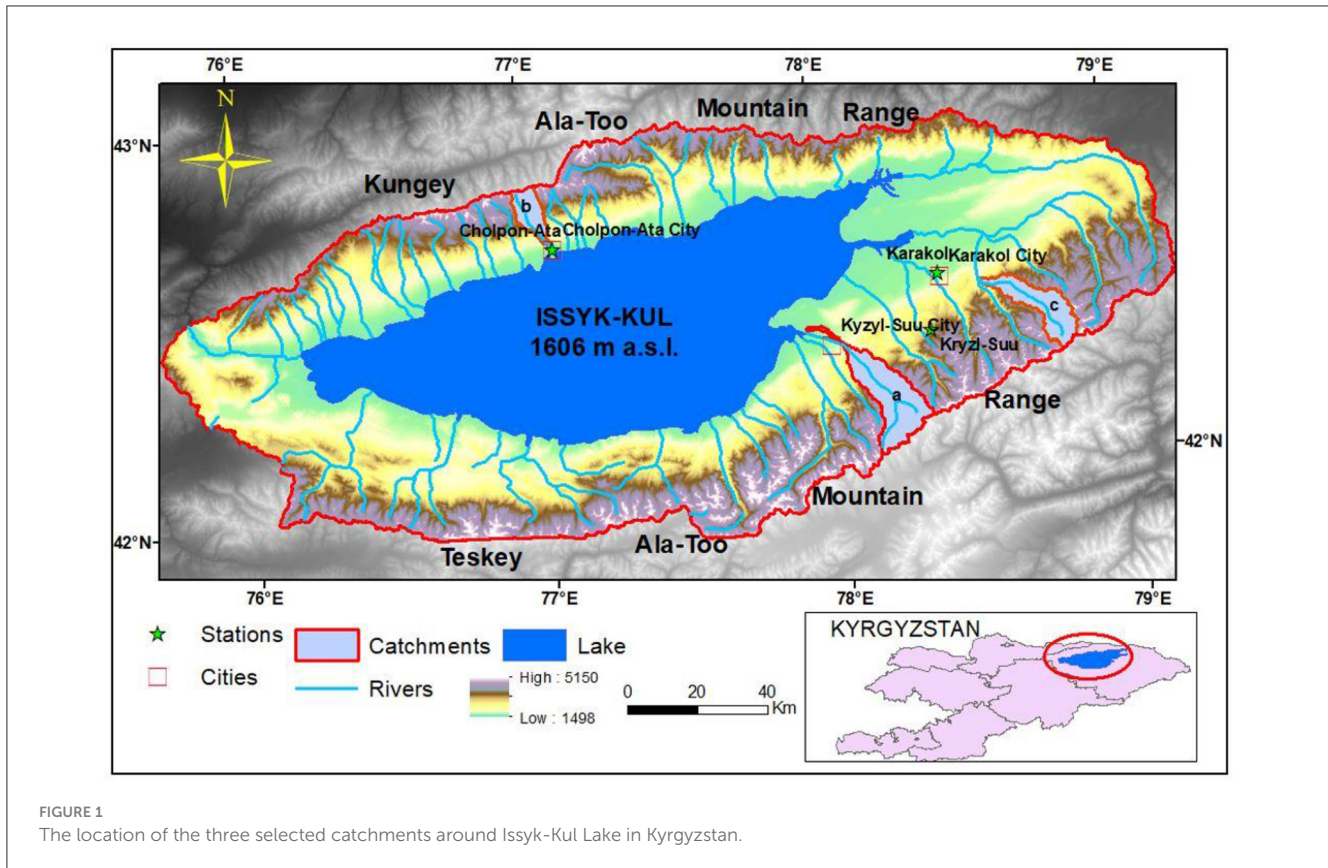 76°E 77°E 78°E 79°E
N
Ala-Too Mountain Range
43°N
Kungey
b
Cholpon-Ata Cholpon-Ata City
Karakol Karakol City
ISSYK-KUL
1606 m a.s.l.
c
Kyzyl-Suu City
Kryzl-Suu
a
Range
42°N
Mountain
42°N
Ala-Too
Teskey
76°E 77°E 78°E 79°E
Stations Catchments Lake
Cities Rivers
High : 5150
Low : 1498
0 20 40
Km
KYRGYZSTAN
FIGURE 1
The location of the three selected catchments around Issyk-Kul Lake in Kyrgyzstan.